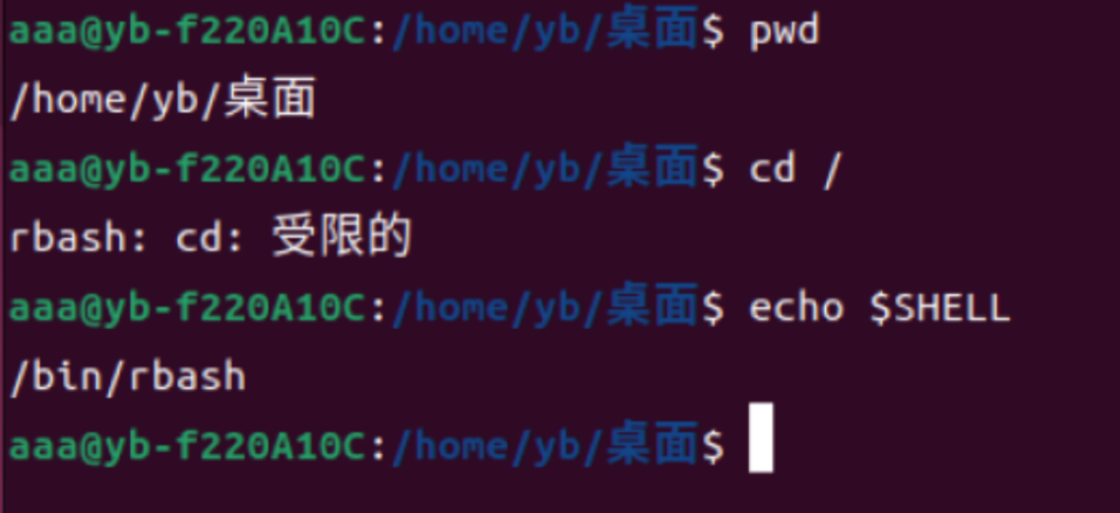 aaa@yb-f220A10C:/home/yb/桌面$ pwd
/home/yb/桌面
aaa@yb-f220A10C:/home/yb/桌面$ cd /
rbash: cd: 受限的
aaa@yb-f220A10C:/home/yb/桌面$ echo $SHELL
/bin/rbash
aaa@yb-f220A10C:/home/yb/桌面$